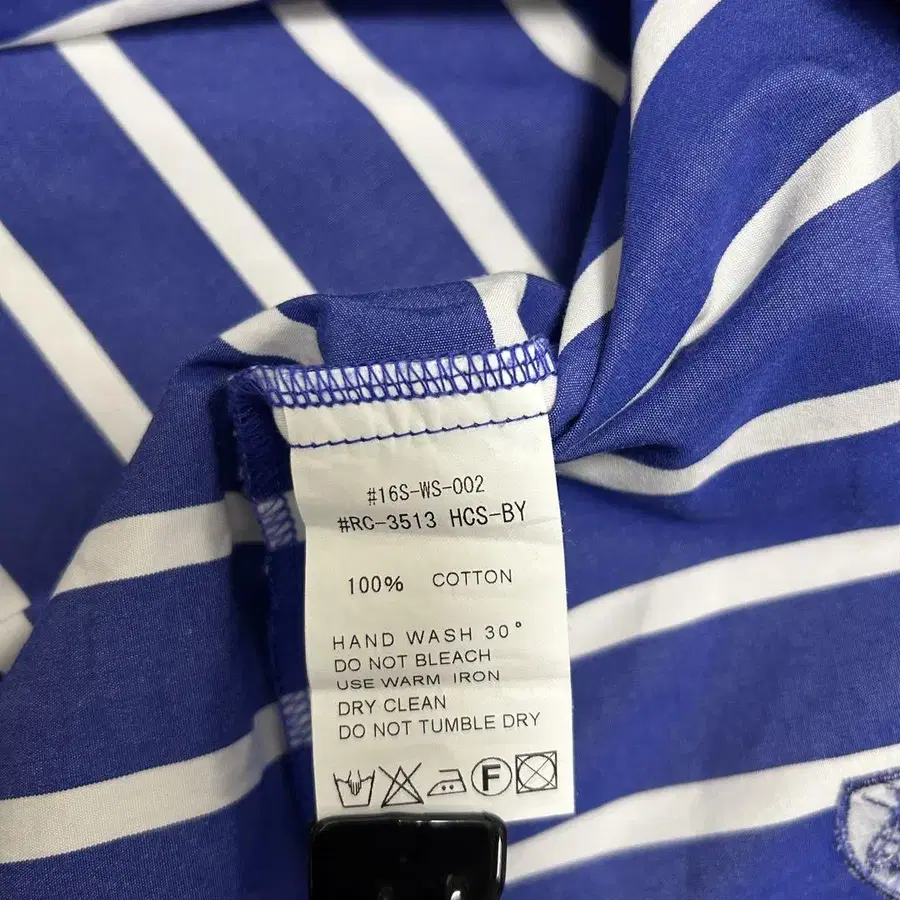 #16S-WS-002
#RC-3513 HCS-BY
100% COTTON
HAND WASH 30°
DO NOT BLEACH
USE WARM IRON
DRY CLEAN
DO NOT TUMBLE DRY
F